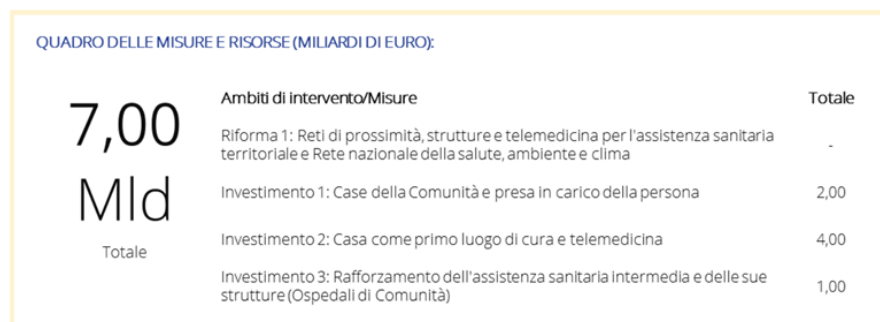 QUADRO DELLE MISURE E RISORSE (MILIARDI DI EURO):
7,00
Mld
Totale
Ambiti di intervento/Misure Totale
Riforma 1: Reti di prossimità, strutture e telemedicina per l'assistenza sanitaria
territoriale e Rete nazionale della salute, ambiente e clima -
Investimento 1: Case della Comunità e presa in carico della persona 2,00
Investimento 2: Casa come primo luogo di cura e telemedicina 4,00
Investimento 3: Rafforzamento dell'assistenza sanitaria intermedia e delle sue
strutture (Ospedali di Comunità) 1,00